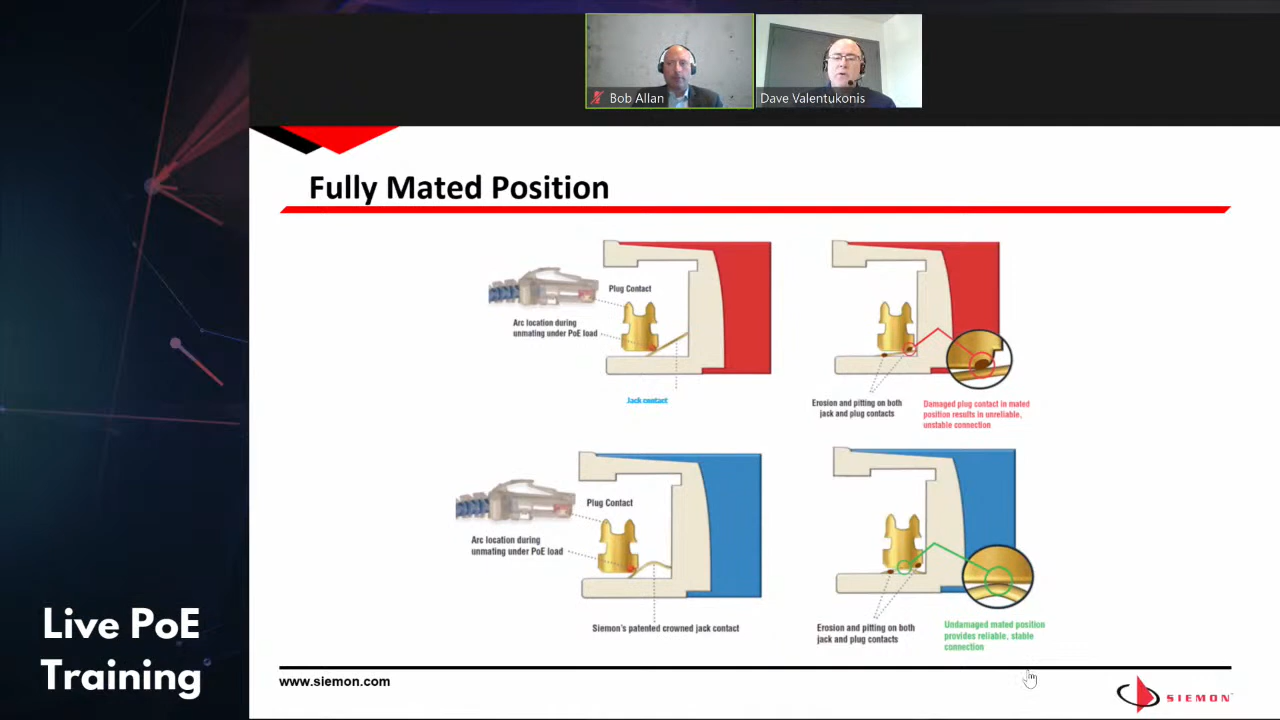 Bob Allan
Dave Valentukonis
Fully Mated Position
Plug Contact
Arc location during
unmating under PoE load
Jack contact
Erosion and pitting on both
jack and plug contacts
Damaged plug contact in mated
position results in unreliable,
unstable connection
Plug Contact
Arc location during
unmating under PoE load
Siemon's patented crowned jack contact
Erosion and pitting on both
jack and plug contacts
Undamaged mated position
provides reliable, stable
connection
Live PoE
Training
www.siemon.com
SIEMON